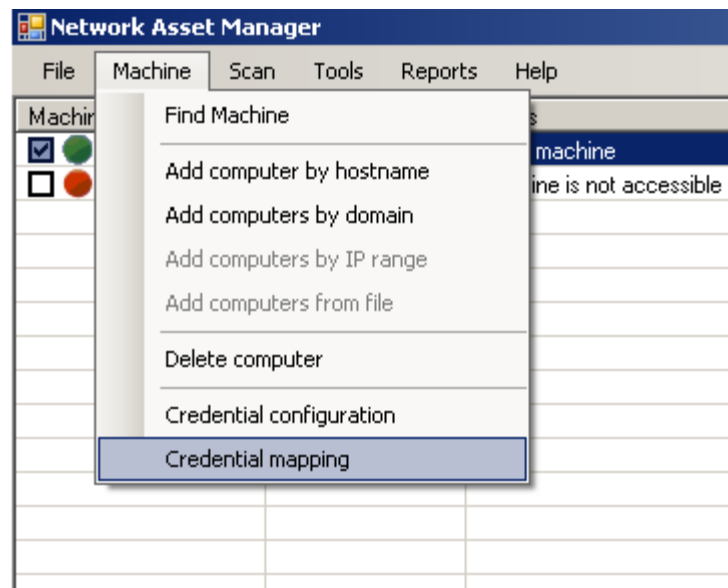 Network Asset Manager
File Machine Scan Tools Reports Help
Find Machine
machine
Add computer by hostname
ine is not accessible
Add computers by domain
Add computers by IP range
Add computers from file
Delete computer
Credential configuration
Credential mapping